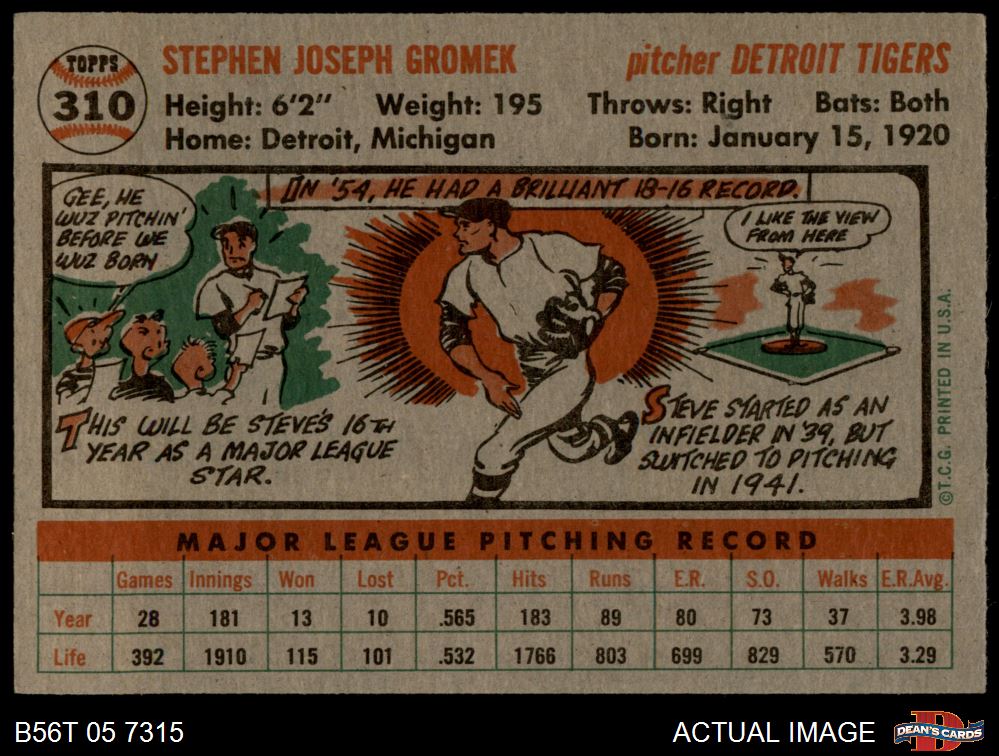 TOPPS
310
STEPHEN JOSEPH GROMEK
pitcher DETROIT TIGERS
Height: 6'2" Weight: 195 Throws: Right Bats: Both
Home: Detroit, Michigan Born: January 15, 1920
IN '54, HE HAD A BRILLIANT 18-16 RECORD.
GEE, HE
WUZ PITCHIN'
BEFORE WE
WUZ BORN
I LIKE THE VIEW
FROM HERE
THIS WILL BE STEVE'S 16TH
YEAR AS A MAJOR LEAGUE
STAR.
STEVE STARTED AS AN
INFIELDER IN '39, BUT
SWITCHED TO PITCHING
IN 1941.
©T.C.G. PRINTED IN U.S.A.
MAJOR LEAGUE PITCHING RECORD
Games Innings Won Lost Pct. Hits Runs E.R. S.O. Walks E.R.Avg.
Year 28 181 13 10 .565 183 89 80 73 37 3.98
Life 392 1910 115 101 .532 1766 803 699 829 570 3.29
B56T 05 7315
ACTUAL IMAGE
DEAN'S CARDS